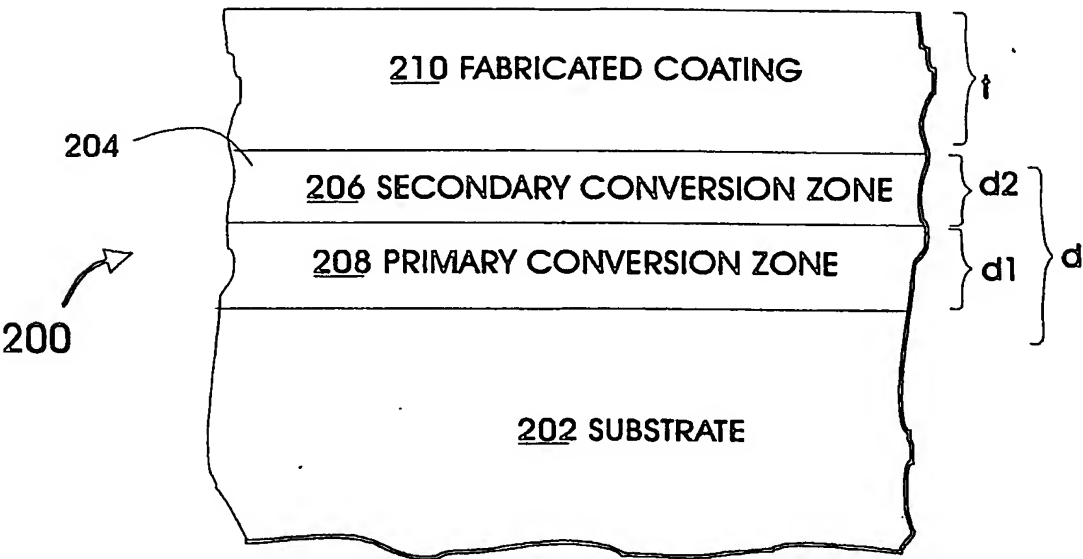 210 FABRICATED COATING
t
204
206 SECONDARY CONVERSION ZONE
d2
208 PRIMARY CONVERSION ZONE
d1
d
200
202 SUBSTRATE